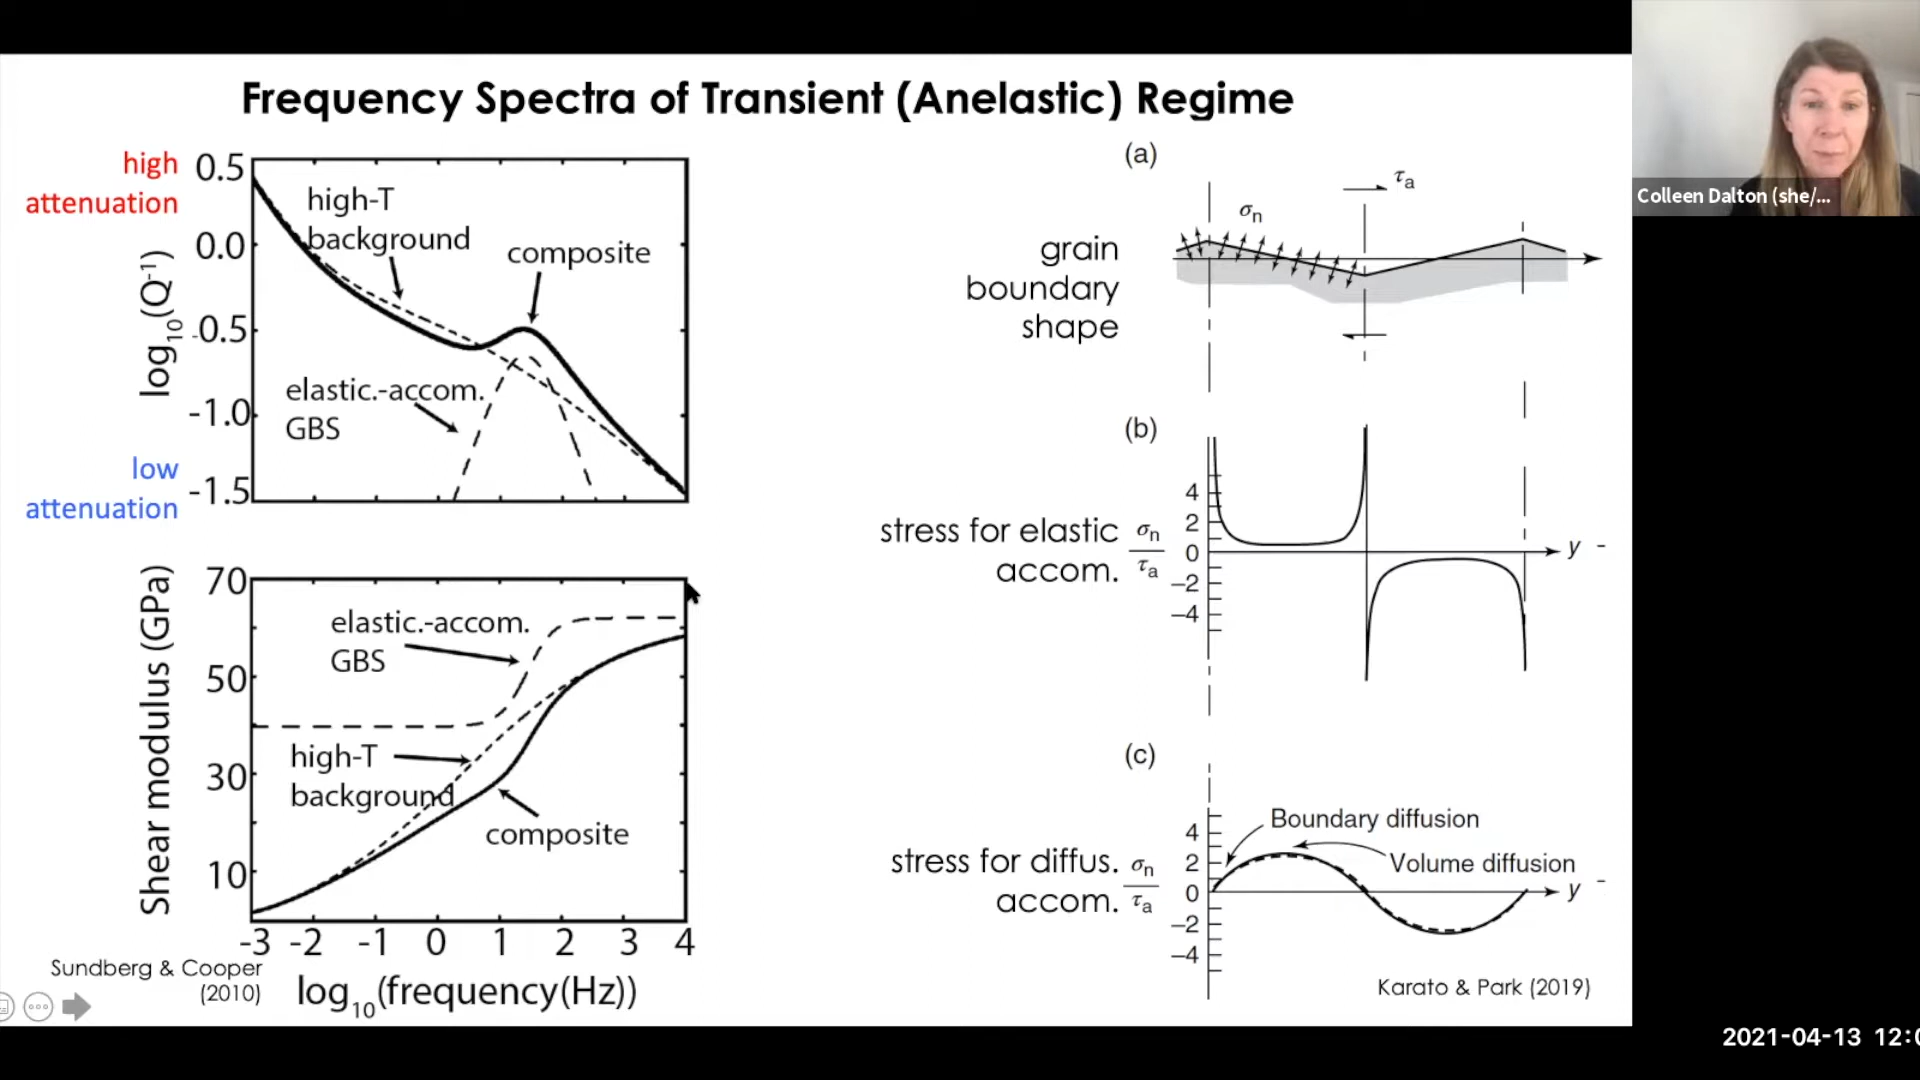 Frequency Spectra of Transient (Anelastic) Regime
high
attenuation
low
attenuation
log10(Q-1)
0.5
0.0
-0.5
-1.0
-1.5
high-T
background
composite
elastic.-accom.
GBS
Shear modulus (GPa)
70
50
30
10
elastic.-accom.
GBS
high-T
background
composite
-3 -2 -1 0 1 2 3 4
log10(frequency(Hz))
Sundberg & Cooper
(2010)
(a)
τa
σn
grain
boundary
shape
(b)
stress for elastic
accom.
σn
τa
4
2
0
-2
-4
y
(c)
Boundary diffusion
Volume diffusion
stress for diffus.
accom.
σn
τa
4
2
0
-2
-4
y
Karato & Park (2019)
Colleen Dalton (she/...
2021-04-13 12:0